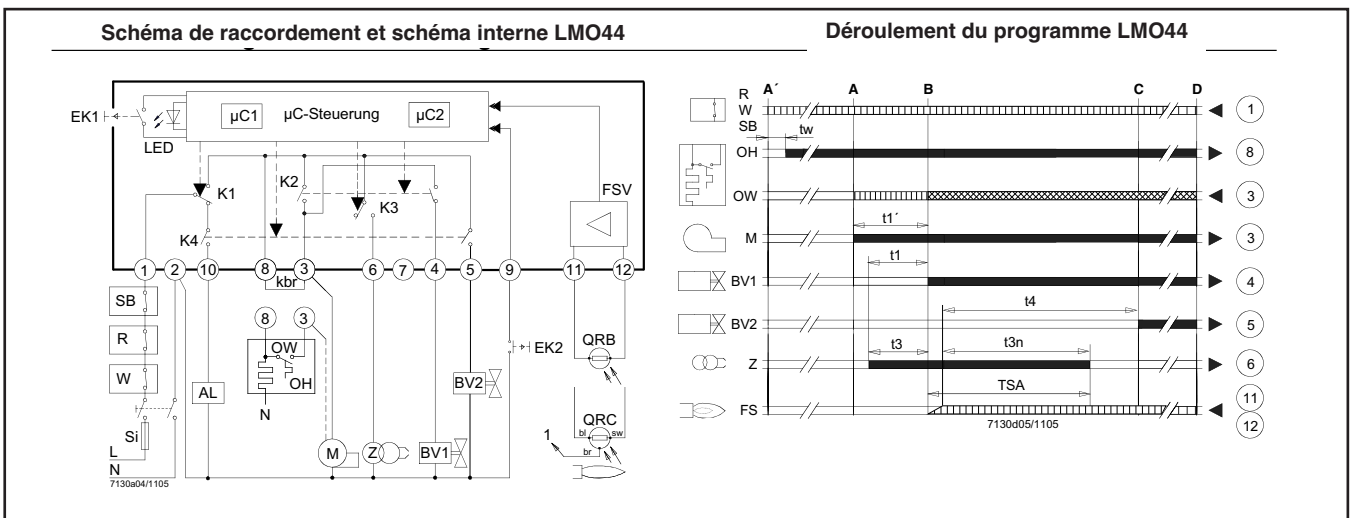 Schéma de raccordement et schéma interne LMO44
EK1
LED
µC1
µC-Steuerung
µC2
K1
K2
K3
K4
FSV
1
2
10
8
kbr
3
6
7
4
5
9
11
12
SB
R
W
Si
L
N
7130a04/1105
AL
8
3
OW
OH
N
M
Z
BV1
BV2
EK2
QRB
QRC
bl
sw
br
1
Déroulement du programme LMO44
A´
A
B
C
D
R
W
SB
1
tw
OH
8
OW
3
t1´
M
3
t1
BV1
4
t4
BV2
5
t3
t3n
Z
6
TSA
FS
11
12
7130d05/1105